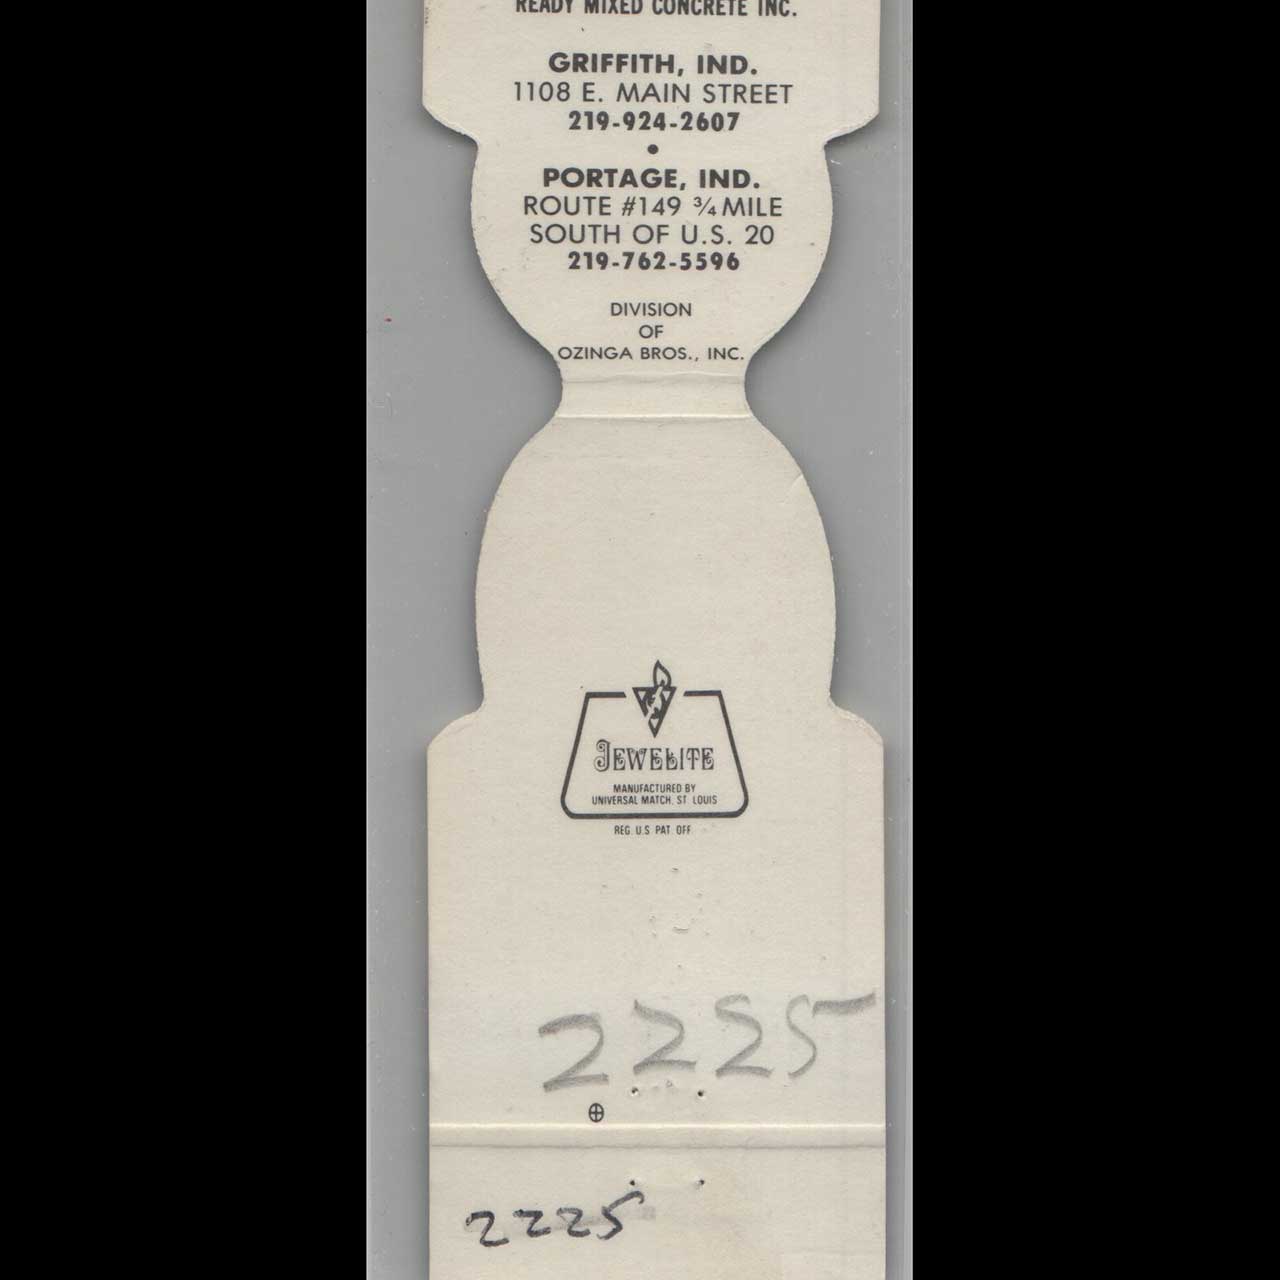 READY MIXED CONCRETE INC.
GRIFFITH, IND.
1108 E. MAIN STREET
219-924-2607
•
PORTAGE, IND.
ROUTE #149 ¾ MILE
SOUTH OF U.S. 20
219-762-5596
DIVISION
OF
OZINGA BROS., INC.
JEWELITE
MANUFACTURED BY
UNIVERSAL MATCH, ST. LOUIS
REG. U.S. PAT. OFF
2225
2225